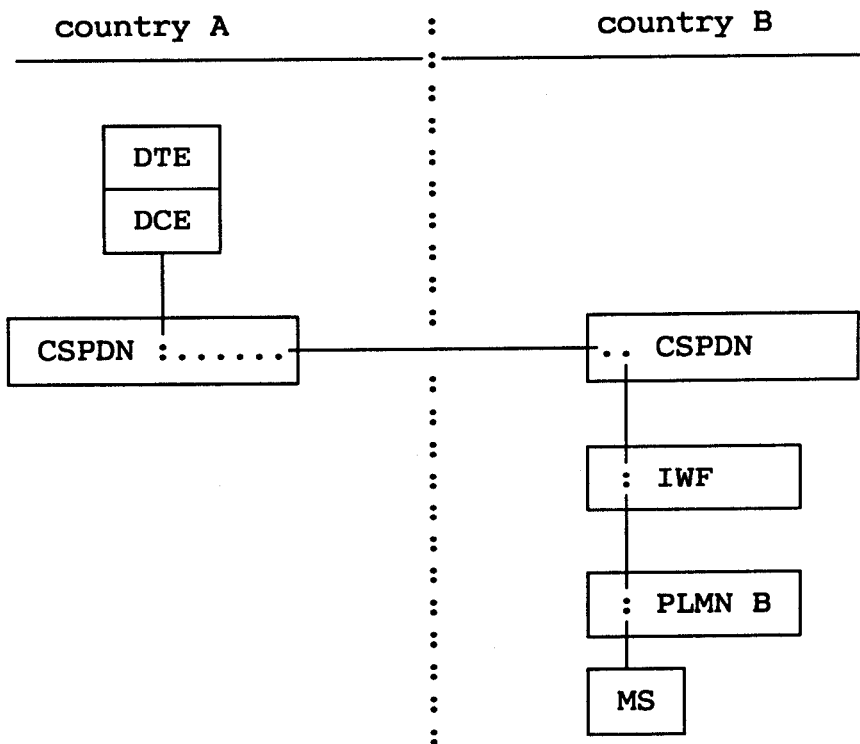 country A
country B
DTE
DCE
CSPDN
CSPDN
IWF
PLMN B
MS